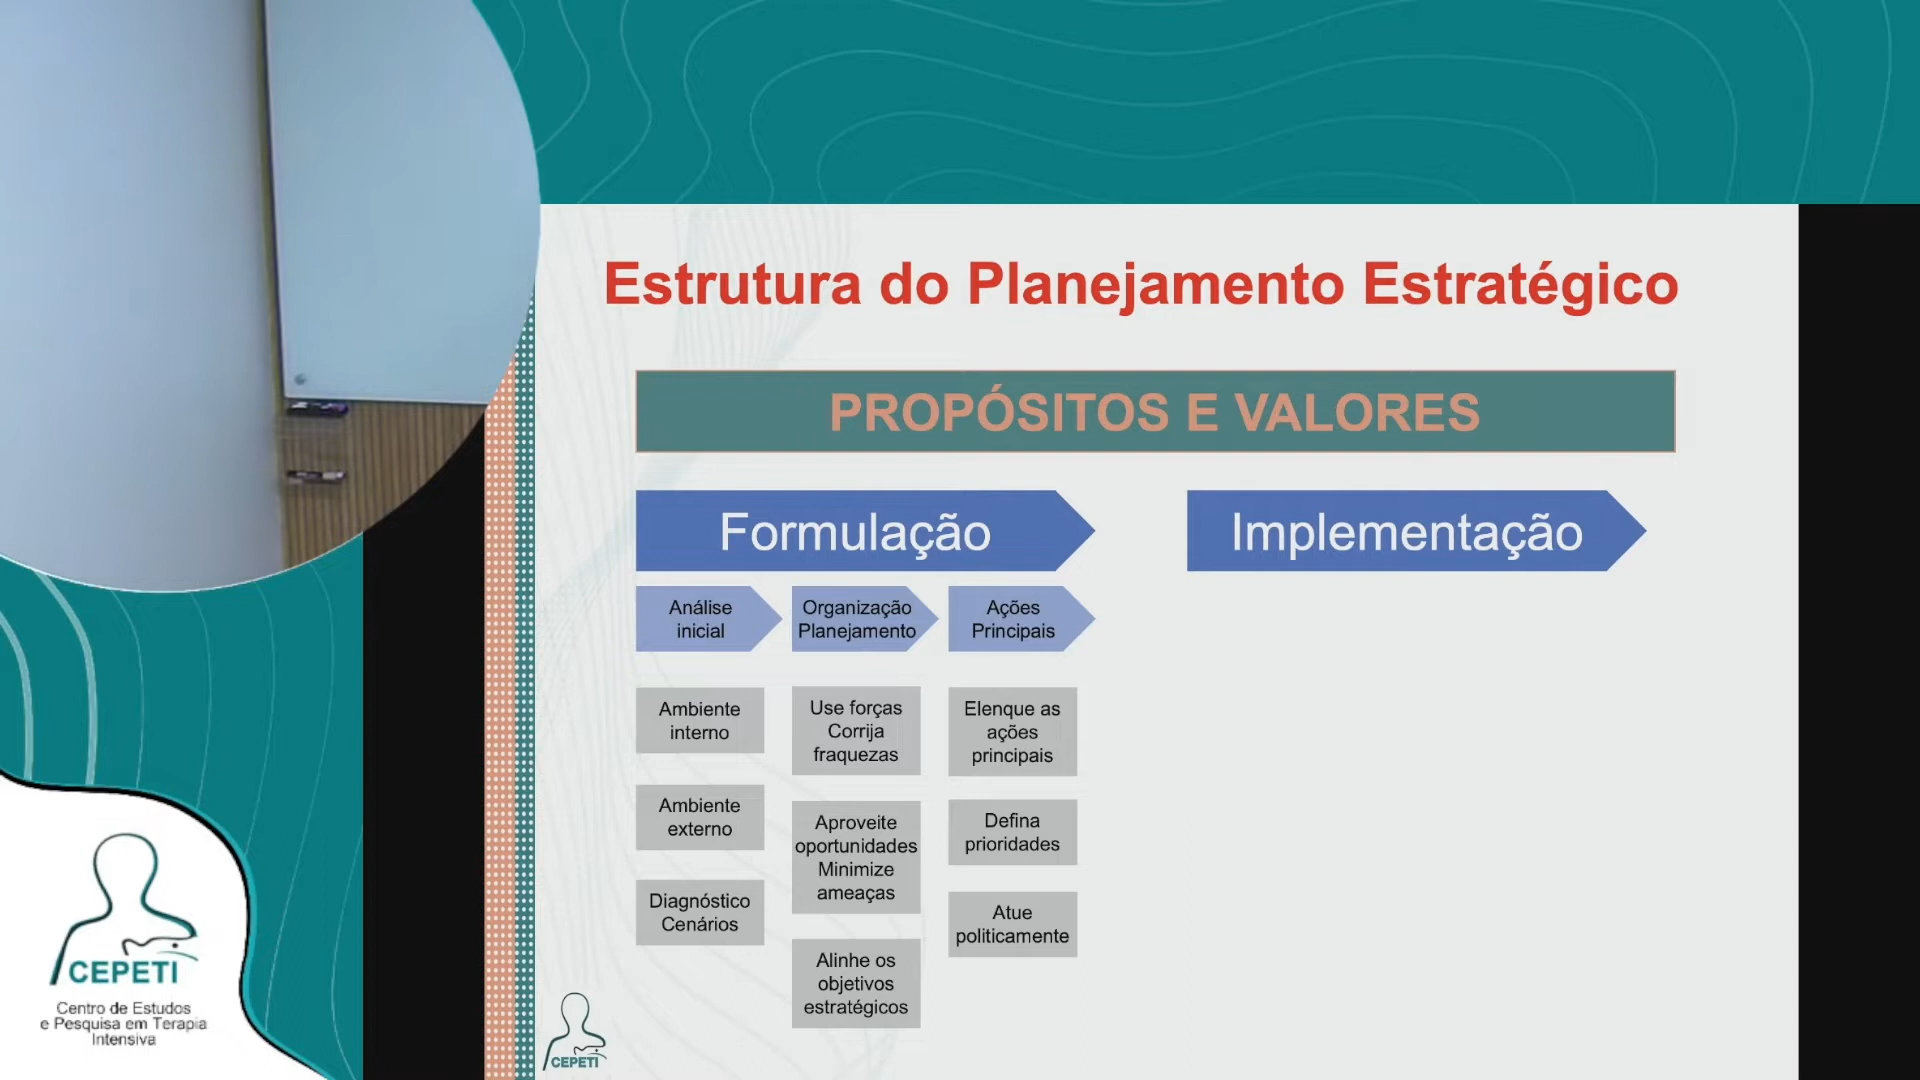 Estrutura do Planejamento Estratégico
PROPÓSITOS E VALORES
Formulação
Implementação
Análise
inicial
Organização
Planejamento
Ações
Principais
Ambiente
interno
Ambiente
externo
Diagnóstico
Cenários
Use forças
Corrija
fraquezas
Aproveite
oportunidades
Minimize
ameaças
Alinhe os
objetivos
estratégicos
Elenque as
ações
principais
Defina
prioridades
Atue
politicamente
CEPETI
CEPETI
Centro de Estudos
e Pesquisa em Terapia
Intensiva